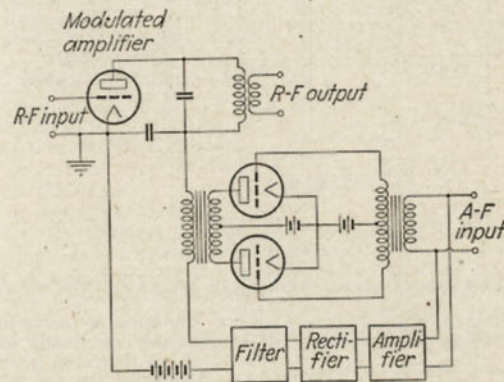 Modulated
amplifier
R-F input
R-F output
A-F
input
Filter
Recti-
fier
Ampli-
fier